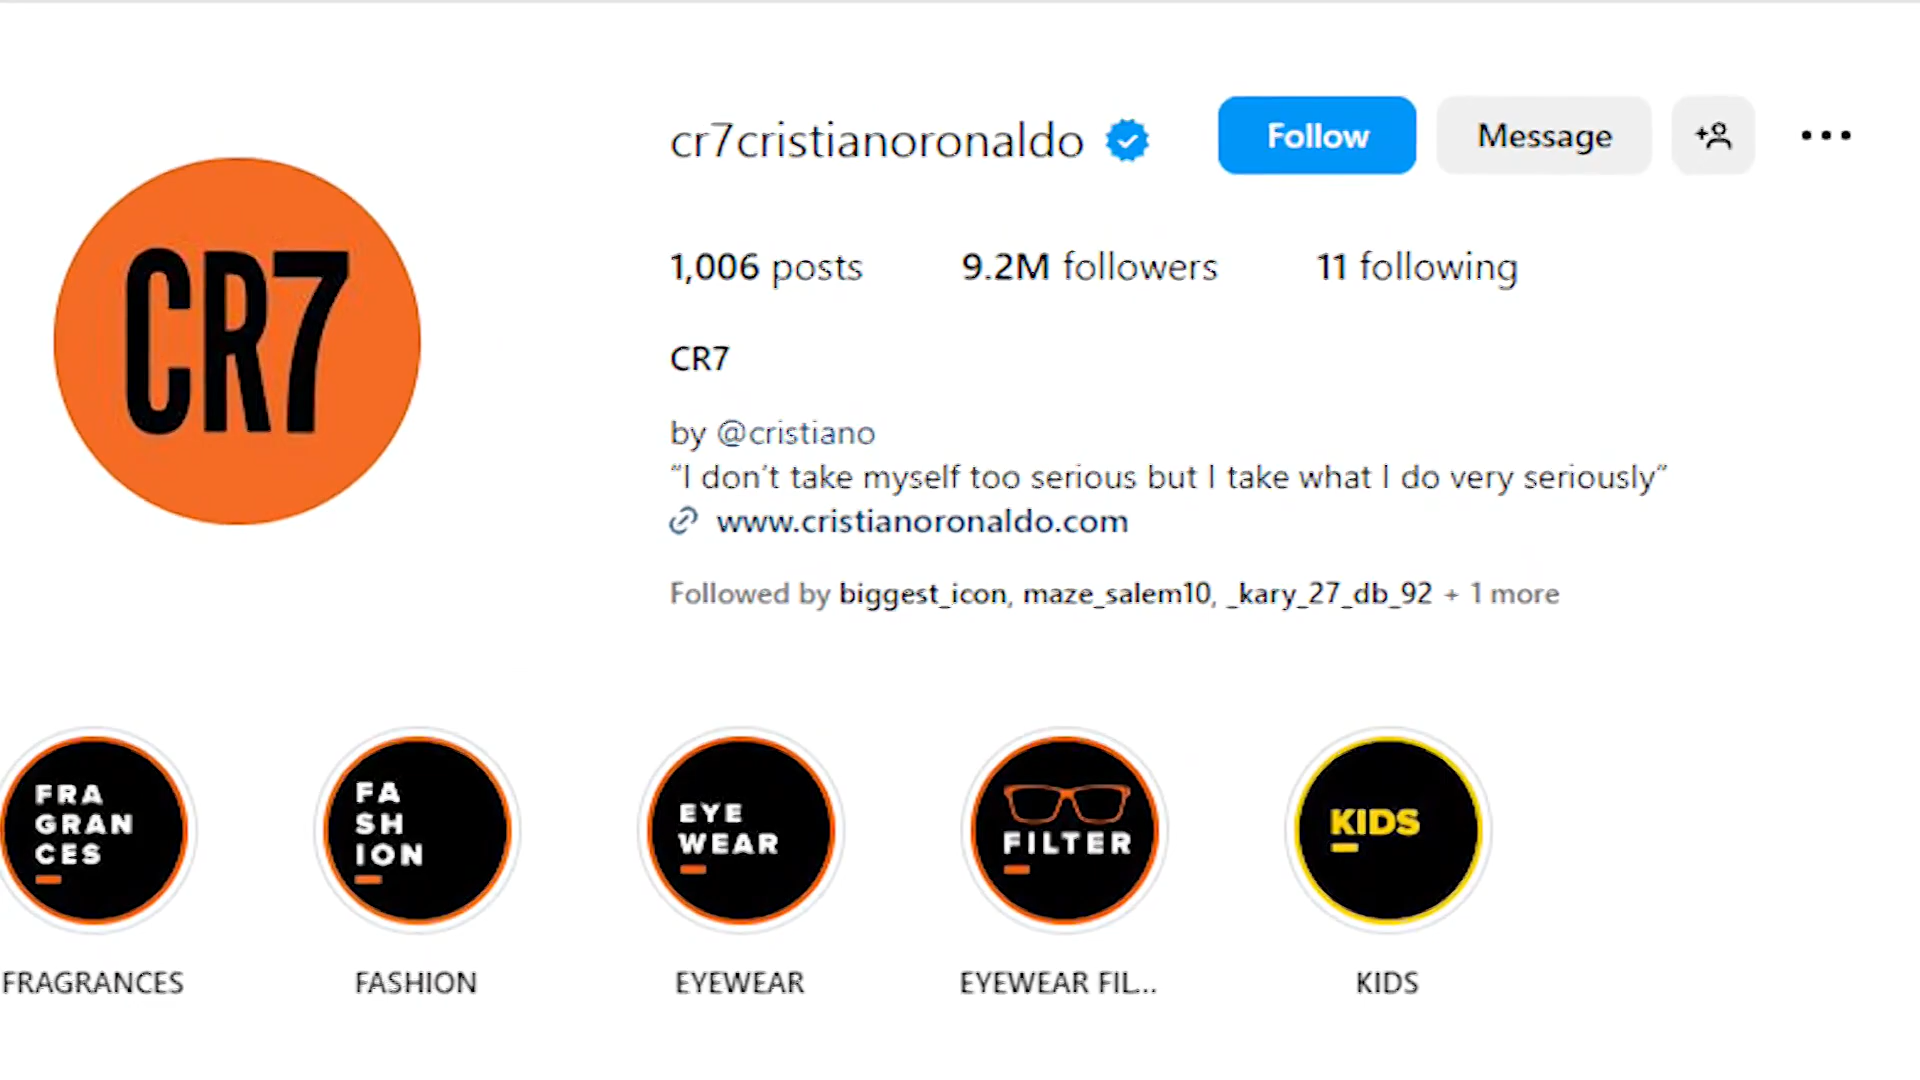 cr7cristianoronaldo Follow Message
CR7
1,006 posts 9.2M followers 11 following
CR7
by @cristiano
“I don’t take myself too serious but I take what I do very seriously”
www.cristianoronaldo.com
Followed by biggest_icon, maze_salem10, _kary_27_db_92 + 1 more
FRA
GRAN
CES
FA
SH
ION
EYE
WEAR
FILTER
KIDS
FRAGRANCES FASHION EYEWEAR EYEWEAR FIL... KIDS